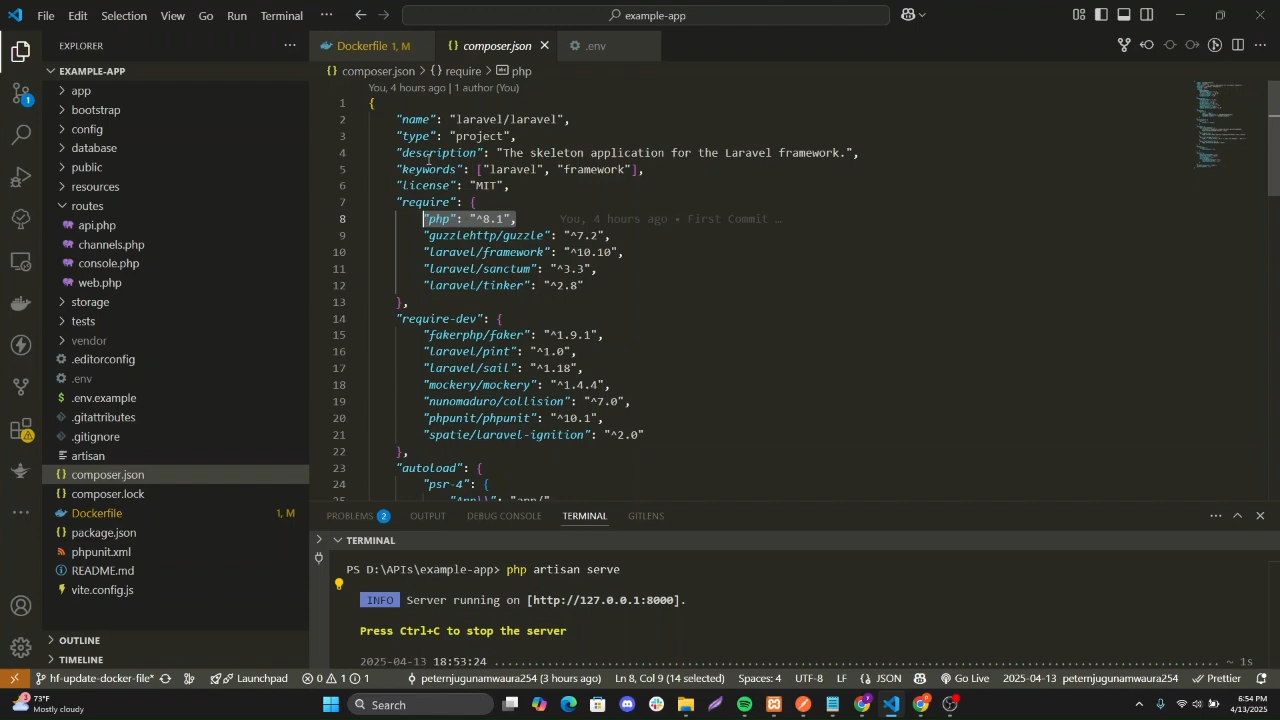 File Edit Selection View Go Run Terminal ··· example-app
EXPLORER ···
EXAMPLE-APP
app
bootstrap
config
database
public
resources
routes
api.php
channels.php
console.php
web.php
storage
tests
vendor
.editorconfig
.env
.env.example
.gitattributes
.gitignore
artisan
composer.json
composer.lock
Dockerfile 1, M
package.json
phpunit.xml
README.md
vite.config.js
OUTLINE
TIMELINE
Dockerfile 1, M composer.json .env
composer.json > {} require > php
You, 4 hours ago | 1 author (You)
1 {
2 "name": "laravel/laravel",
3 "type": "project",
4 "description": "The skeleton application for the Laravel framework.",
5 "keywords": ["laravel", "framework"],
6 "license": "MIT",
7 "require": {
8 "php": "^8.1", You, 4 hours ago • First Commit …
9 "guzzlehttp/guzzle": "^7.2",
10 "laravel/framework": "^10.10",
11 "laravel/sanctum": "^3.3",
12 "laravel/tinker": "^2.8"
13 },
14 "require-dev": {
15 "fakerphp/faker": "^1.9.1",
16 "laravel/pint": "^1.0",
17 "laravel/sail": "^1.18",
18 "mockery/mockery": "^1.4.4",
19 "nunomaduro/collision": "^7.0",
20 "phpunit/phpunit": "^10.1",
21 "spatie/laravel-ignition": "^2.0"
22 },
23 "autoload": {
24 "psr-4": {
25 "App\\": "app/"
PROBLEMS 2 OUTPUT DEBUG CONSOLE TERMINAL GITLENS
TERMINAL
PS D:\APIs\example-app> php artisan serve
INFO Server running on [http://127.0.0.1:8000].
Press Ctrl+C to stop the server
2025-04-13 18:53:24 ........ ~ 1s
hf-update-docker-file* Launchpad 0 1 1 peternjugunamwaura254 (3 hours ago) Ln 8, Col 9 (14 selected) Spaces: 4 UTF-8 LF {} JSON Go Live 2025-04-13 peternjugunamwaura254 Prettier
73°F
Mostly cloudy
Search
6:54 PM
4/13/2025